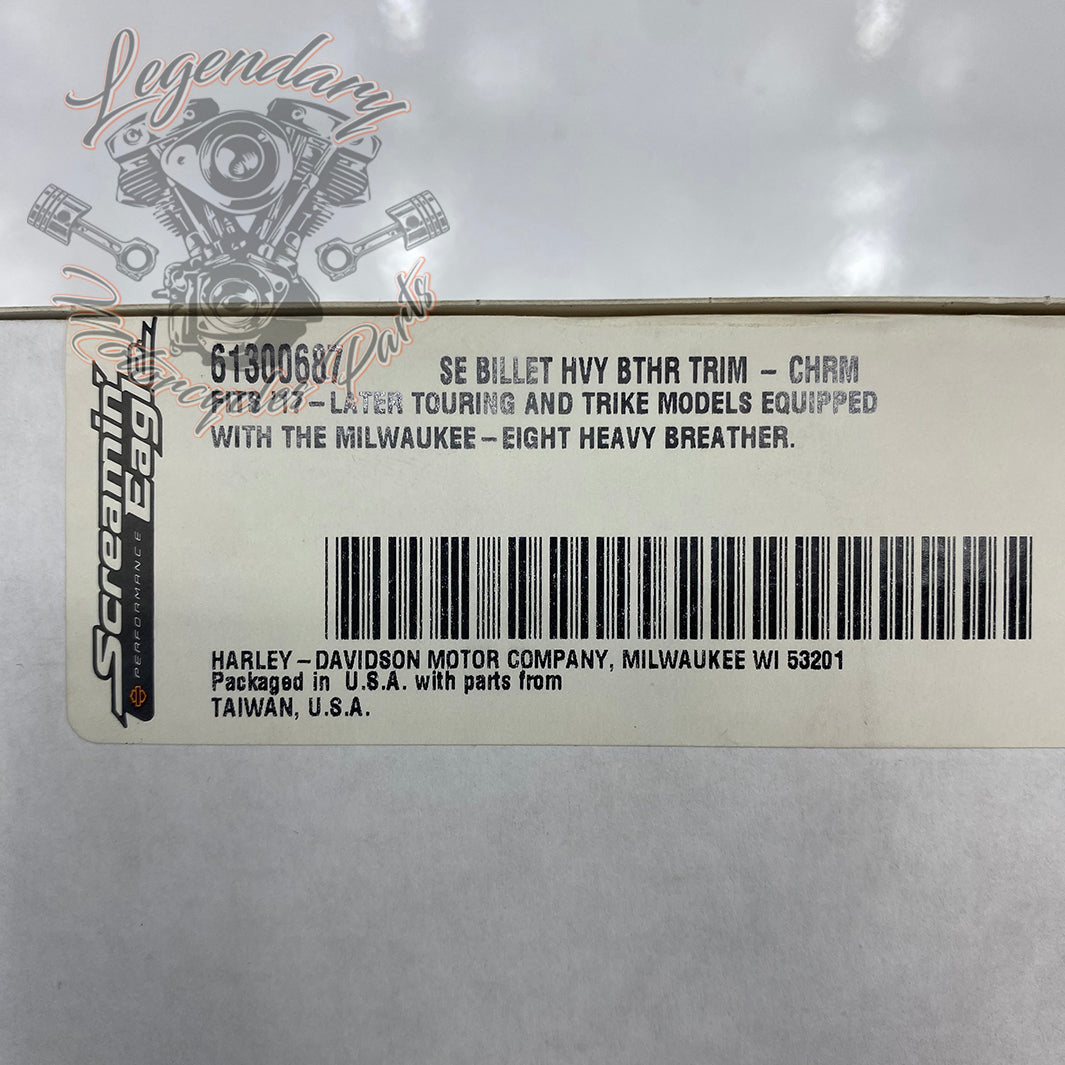 Legendary
Motorcycles Parts
61300687 SE BILLET HVY BTHR TRIM – CHRM
FITS '17–LATER TOURING AND TRIKE MODELS EQUIPPED
WITH THE MILWAUKEE–EIGHT HEAVY BREATHER.
HARLEY–DAVIDSON MOTOR COMPANY, MILWAUKEE WI 53201
Packaged in U.S.A. with parts from
TAIWAN, U.S.A.
Screamin'
Eagle
PERFORMANCE